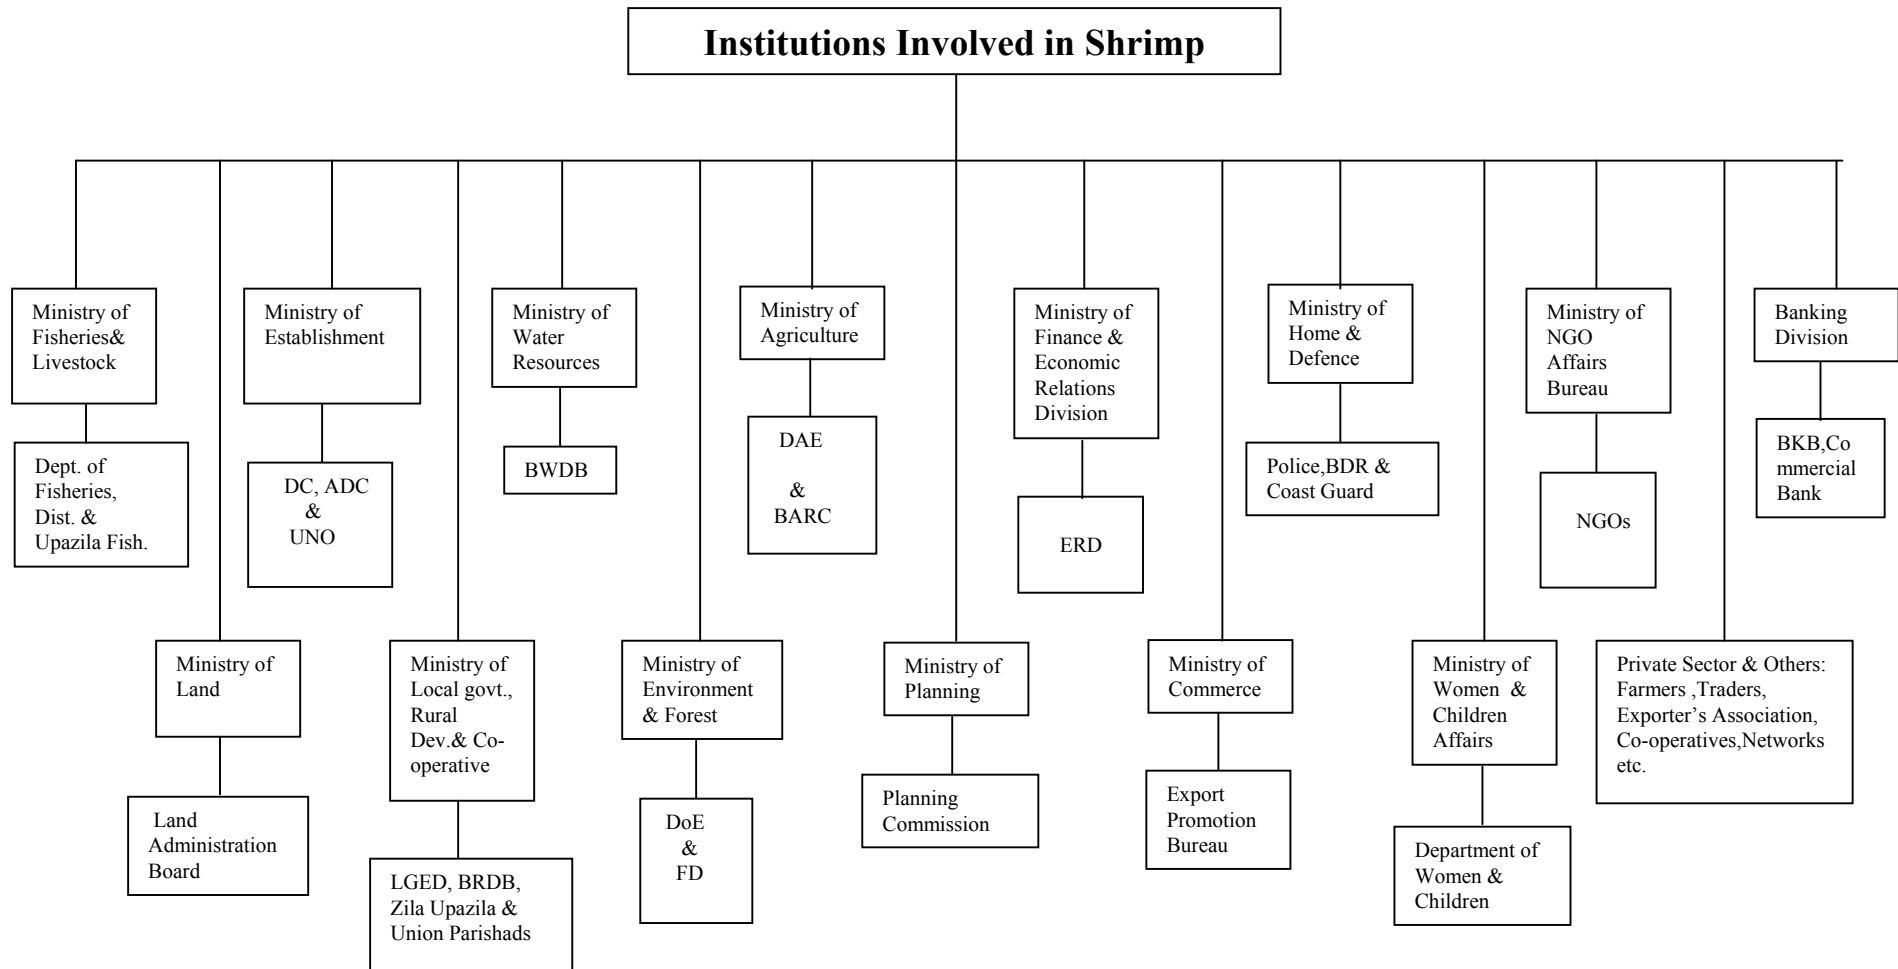 Institutions Involved in Shrimp
Ministry of
Fisheries&
Livestock
Dept. of
Fisheries,
Dist. &
Upazila Fish.
Ministry of
Establishment
DC, ADC
&
UNO
Ministry of
Water
Resources
BWDB
Ministry of
Agriculture
DAE
&
BARC
Ministry of
Finance &
Economic
Relations
Division
ERD
Ministry of
Home &
Defence
Police,BDR &
Coast Guard
Ministry of
NGO
Affairs
Bureau
NGOs
Banking
Division
BKB,Co
mmercial
Bank
Ministry of
Land
Land
Administration
Board
Ministry of
Local govt.,
Rural
Dev.& Co-
operative
LGED, BRDB,
Zila Upazila &
Union Parishads
Ministry of
Environment
& Forest
DoE
&
FD
Ministry of
Planning
Planning
Commission
Ministry of
Commerce
Export
Promotion
Bureau
Ministry of
Women &
Children
Affairs
Department of
Women &
Children
Private Sector & Others:
Farmers ,Traders,
Exporter’s Association,
Co-operatives,Networks
etc.